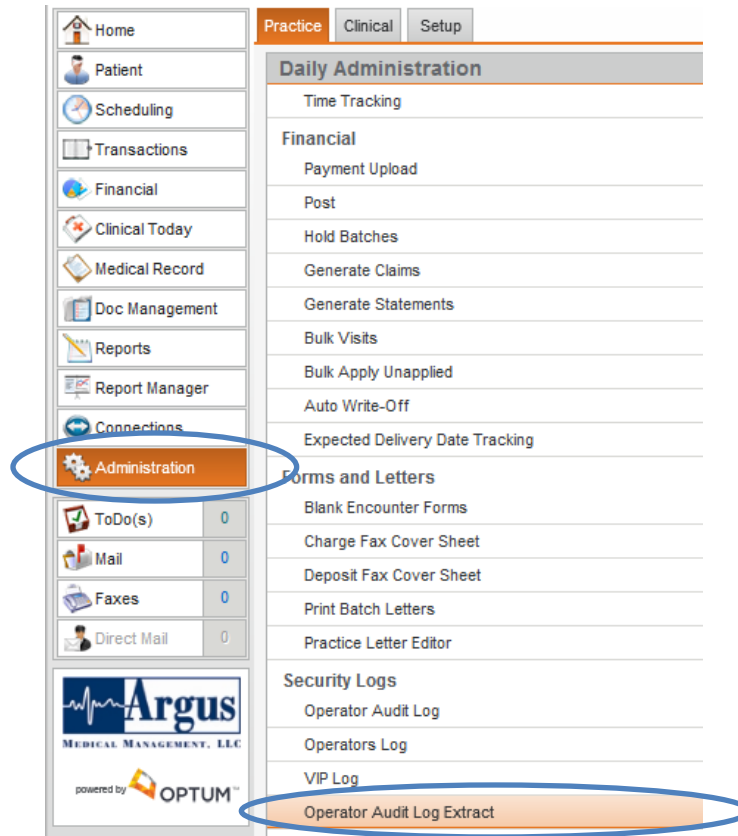 Home
Patient
Scheduling
Transactions
Financial
Clinical Today
Medical Record
Doc Management
Reports
Report Manager
Connections
Administration
ToDo(s) 0
Mail 0
Faxes 0
Direct Mail 0
Argus
MEDICAL MANAGEMENT, LLC
powered by OPTUM™
Practice Clinical Setup
Daily Administration
Time Tracking
Financial
Payment Upload
Post
Hold Batches
Generate Claims
Generate Statements
Bulk Visits
Bulk Apply Unapplied
Auto Write-Off
Expected Delivery Date Tracking
Forms and Letters
Blank Encounter Forms
Charge Fax Cover Sheet
Deposit Fax Cover Sheet
Print Batch Letters
Practice Letter Editor
Security Logs
Operator Audit Log
Operators Log
VIP Log
Operator Audit Log Extract